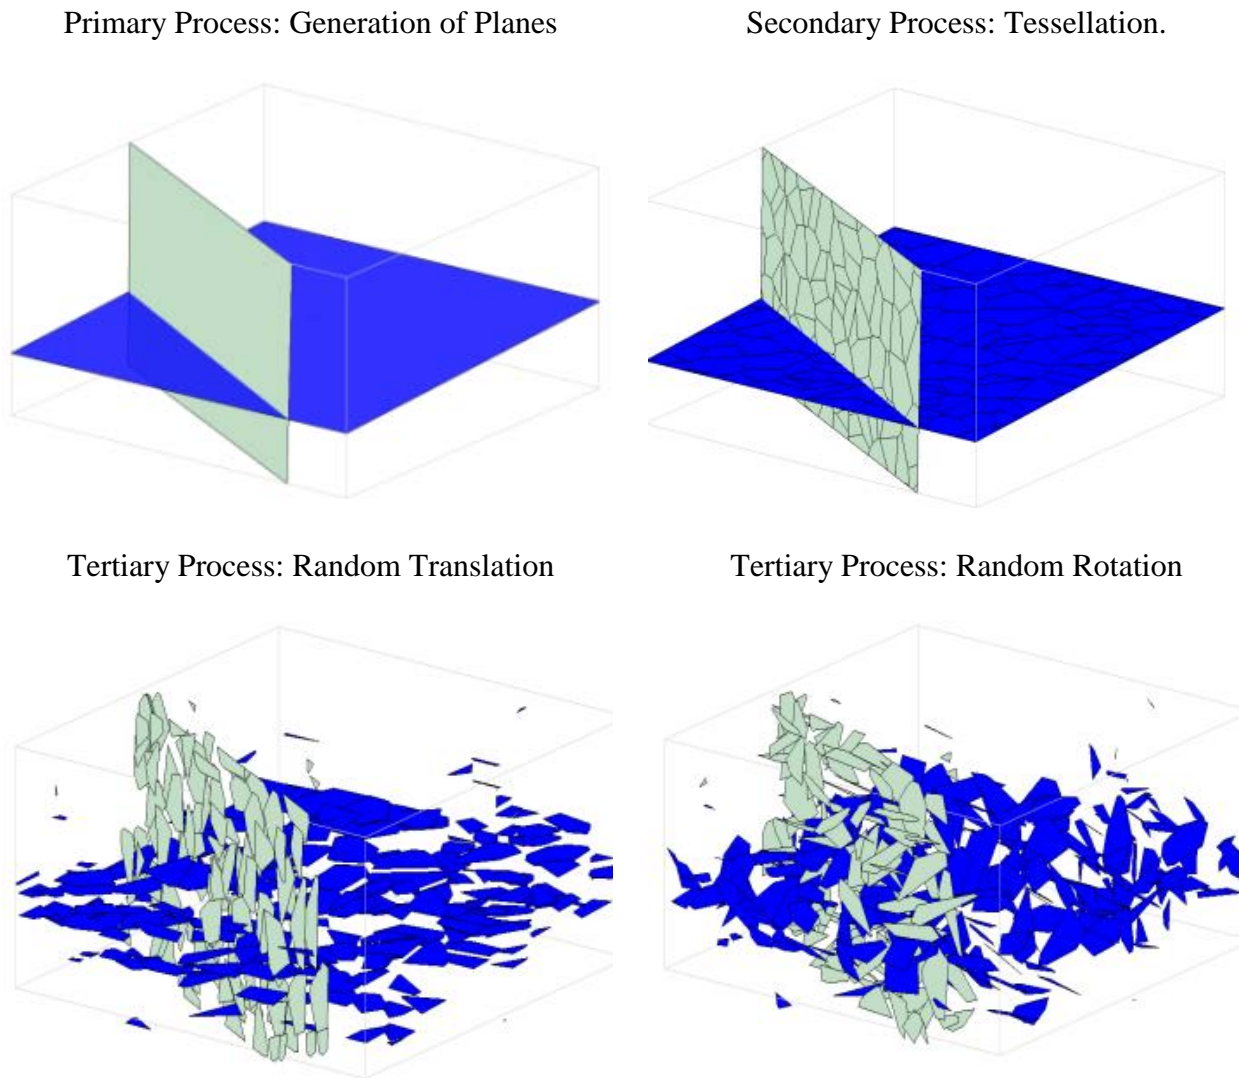 Primary Process: Generation of Planes
Secondary Process: Tessellation.
Tertiary Process: Random Translation
Tertiary Process: Random Rotation